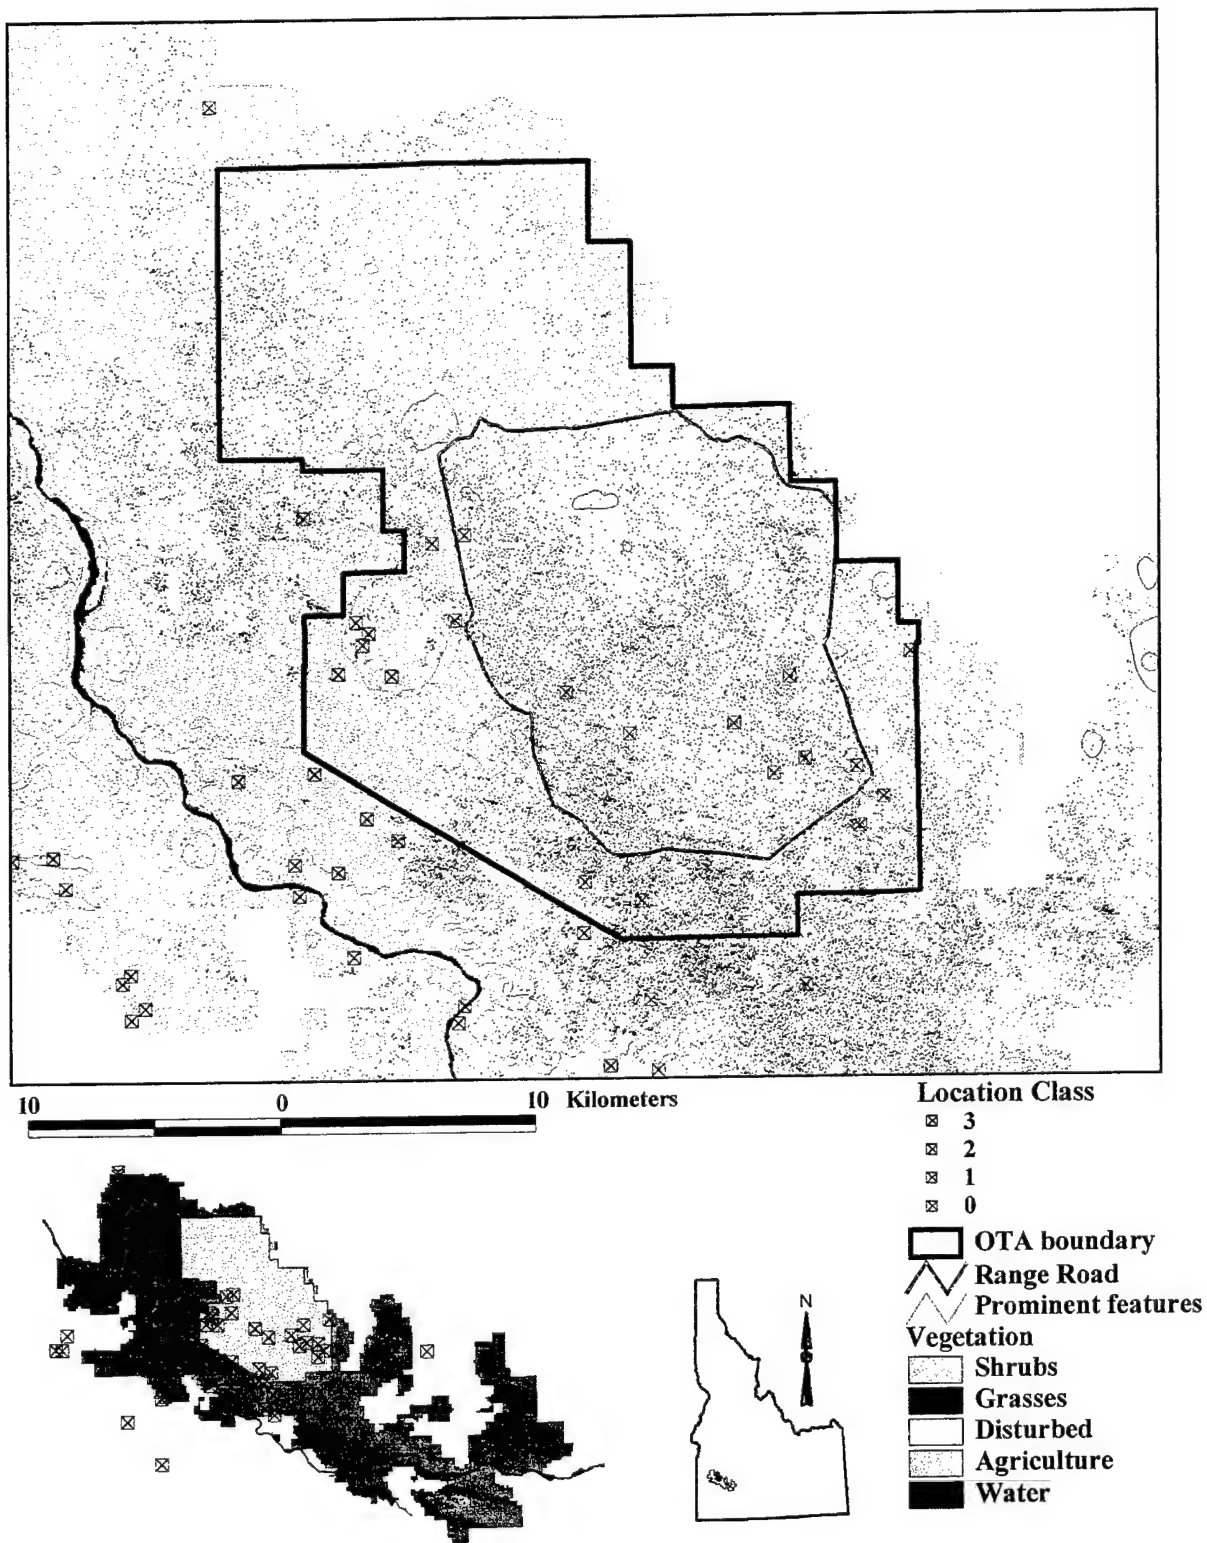 10 0 10 Kilometers
Location Class
3
2
1
0
OTA boundary
Range Road
Prominent features
Vegetation
Shrubs
Grasses
Disturbed
Agriculture
Water
N